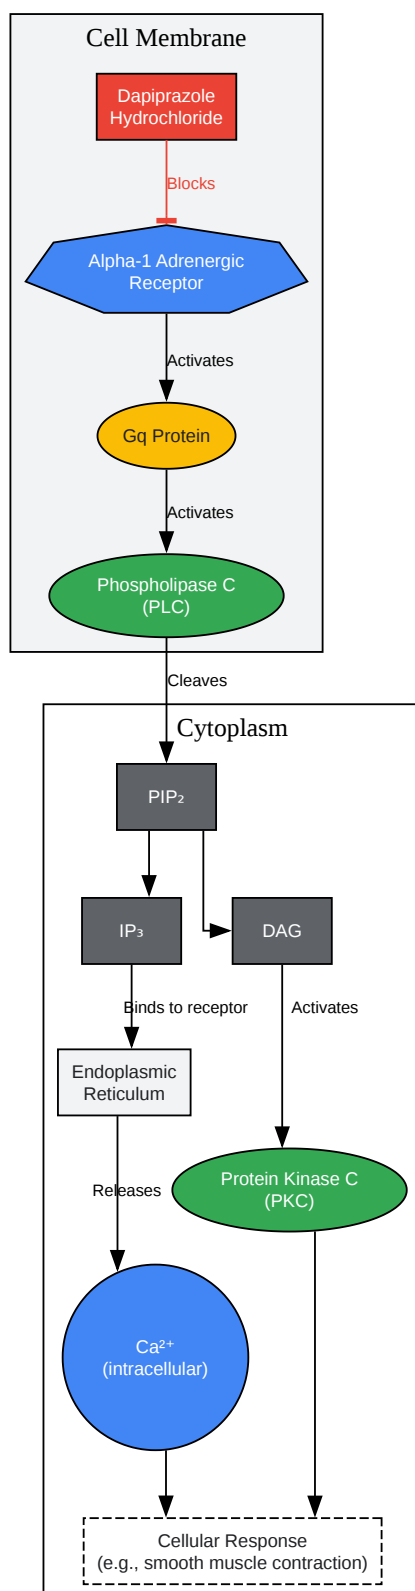 Cell Membrane
Dapiprazole
Hydrochloride
Blocks
Alpha-1 Adrenergic
Receptor
Activates
Gq Protein
Activates
Phospholipase C
(PLC)
Cleaves
Cytoplasm
PIP₂
IP₃
DAG
Binds to receptor
Activates
Endoplasmic
Reticulum
Releases
Protein Kinase C
(PKC)
Ca²⁺
(intracellular)
Cellular Response
(e.g., smooth muscle contraction)